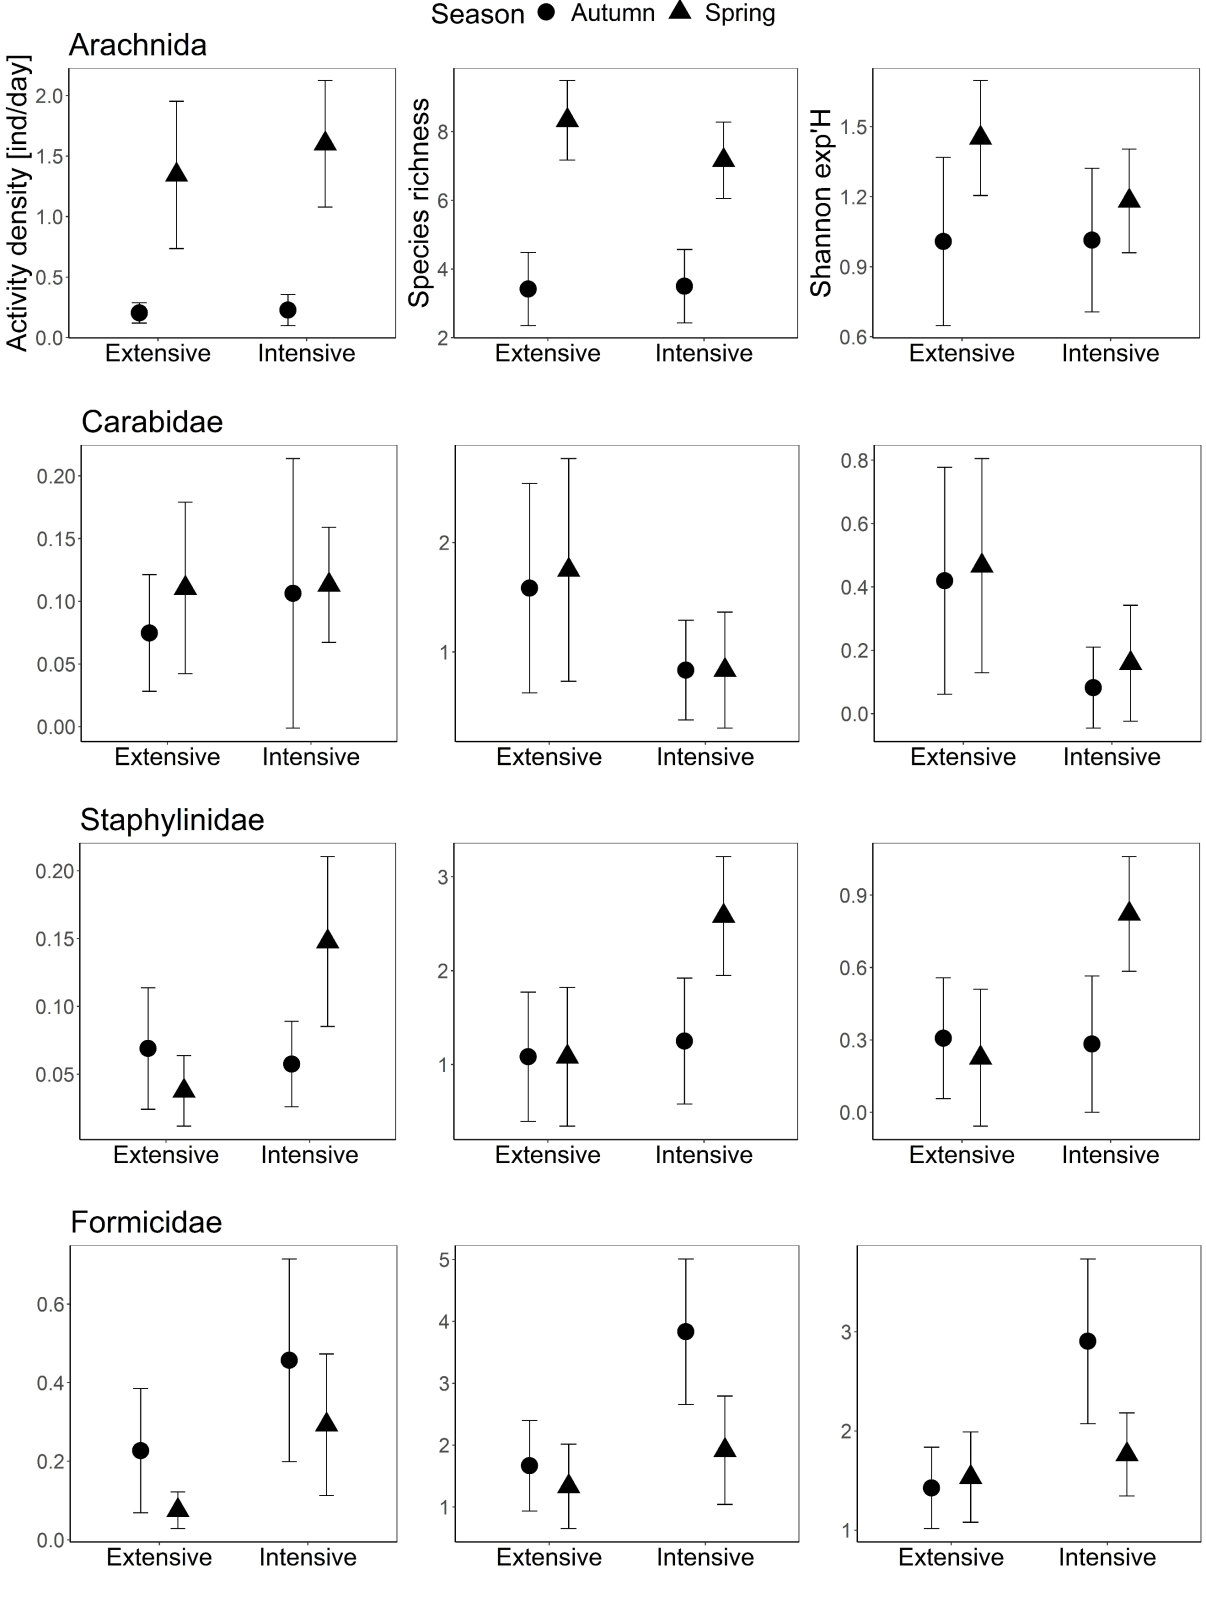 Season Autumn Spring
Arachnida
Activity density [ind/day]
2.0
1.5
1.0
0.5
0.0
Extensive Intensive
Species richness
8
6
4
2
Extensive Intensive
Shannon exp'H
1.5
1.2
0.9
0.6
Extensive Intensive
Carabidae
0.20
0.15
0.10
0.05
0.00
Extensive Intensive
2
1
Extensive Intensive
0.8
0.6
0.4
0.2
0.0
Extensive Intensive
Staphylinidae
0.20
0.15
0.10
0.05
Extensive Intensive
3
2
1
Extensive Intensive
0.9
0.6
0.3
0.0
Extensive Intensive
Formicidae
0.6
0.4
0.2
0.0
Extensive Intensive
5
4
3
2
1
Extensive Intensive
3
2
1
Extensive Intensive